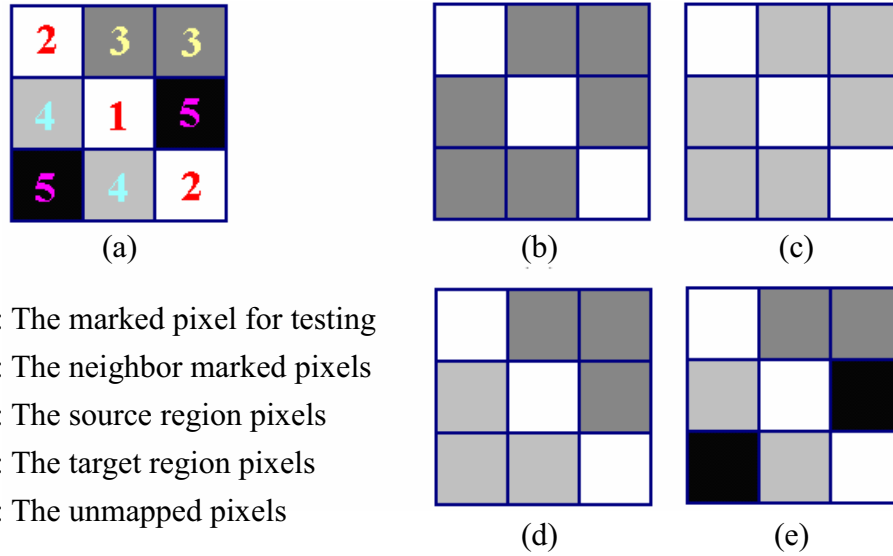 2 3 3
4 1 5
5 4 2
(a)
(b)
(c)
: The marked pixel for testing
: The neighbor marked pixels
: The source region pixels
: The target region pixels
: The unmapped pixels
(d)
(e)